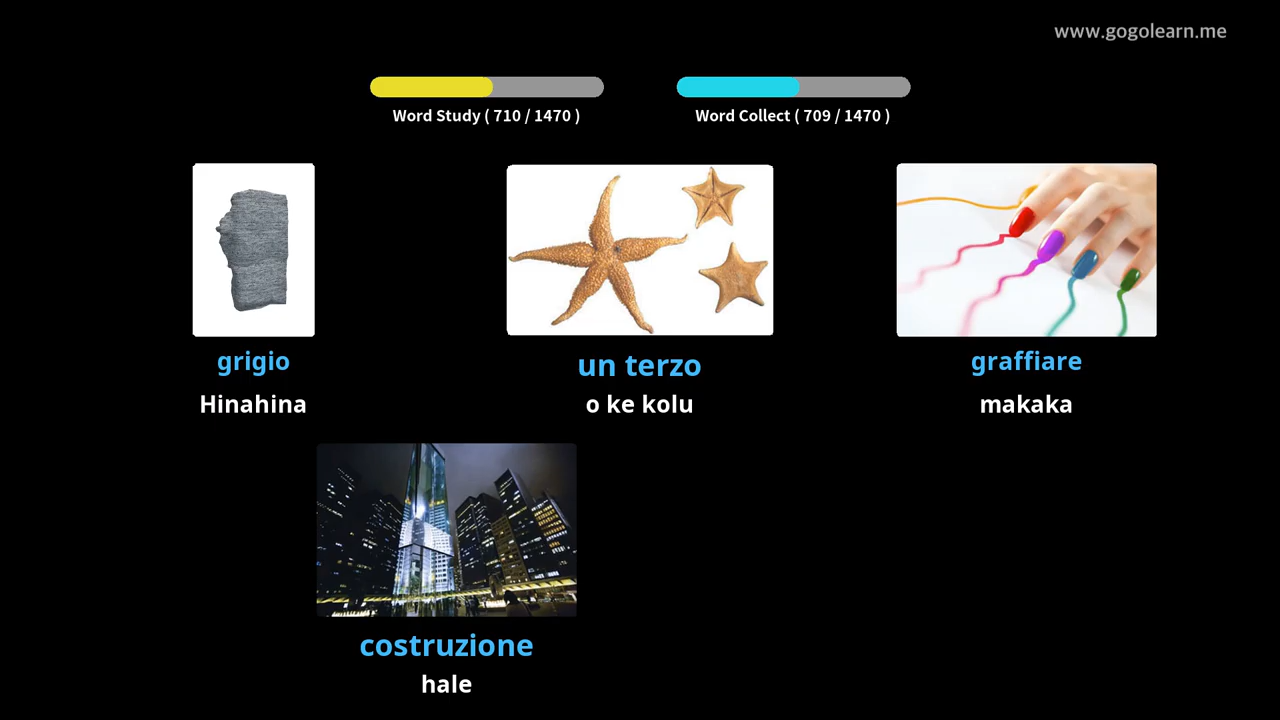 www.gogolearn.me
Word Study ( 710 / 1470 )
Word Collect ( 709 / 1470 )
grigio
Hinahina
un terzo
o ke kolu
graffiare
makaka
costruzione
hale